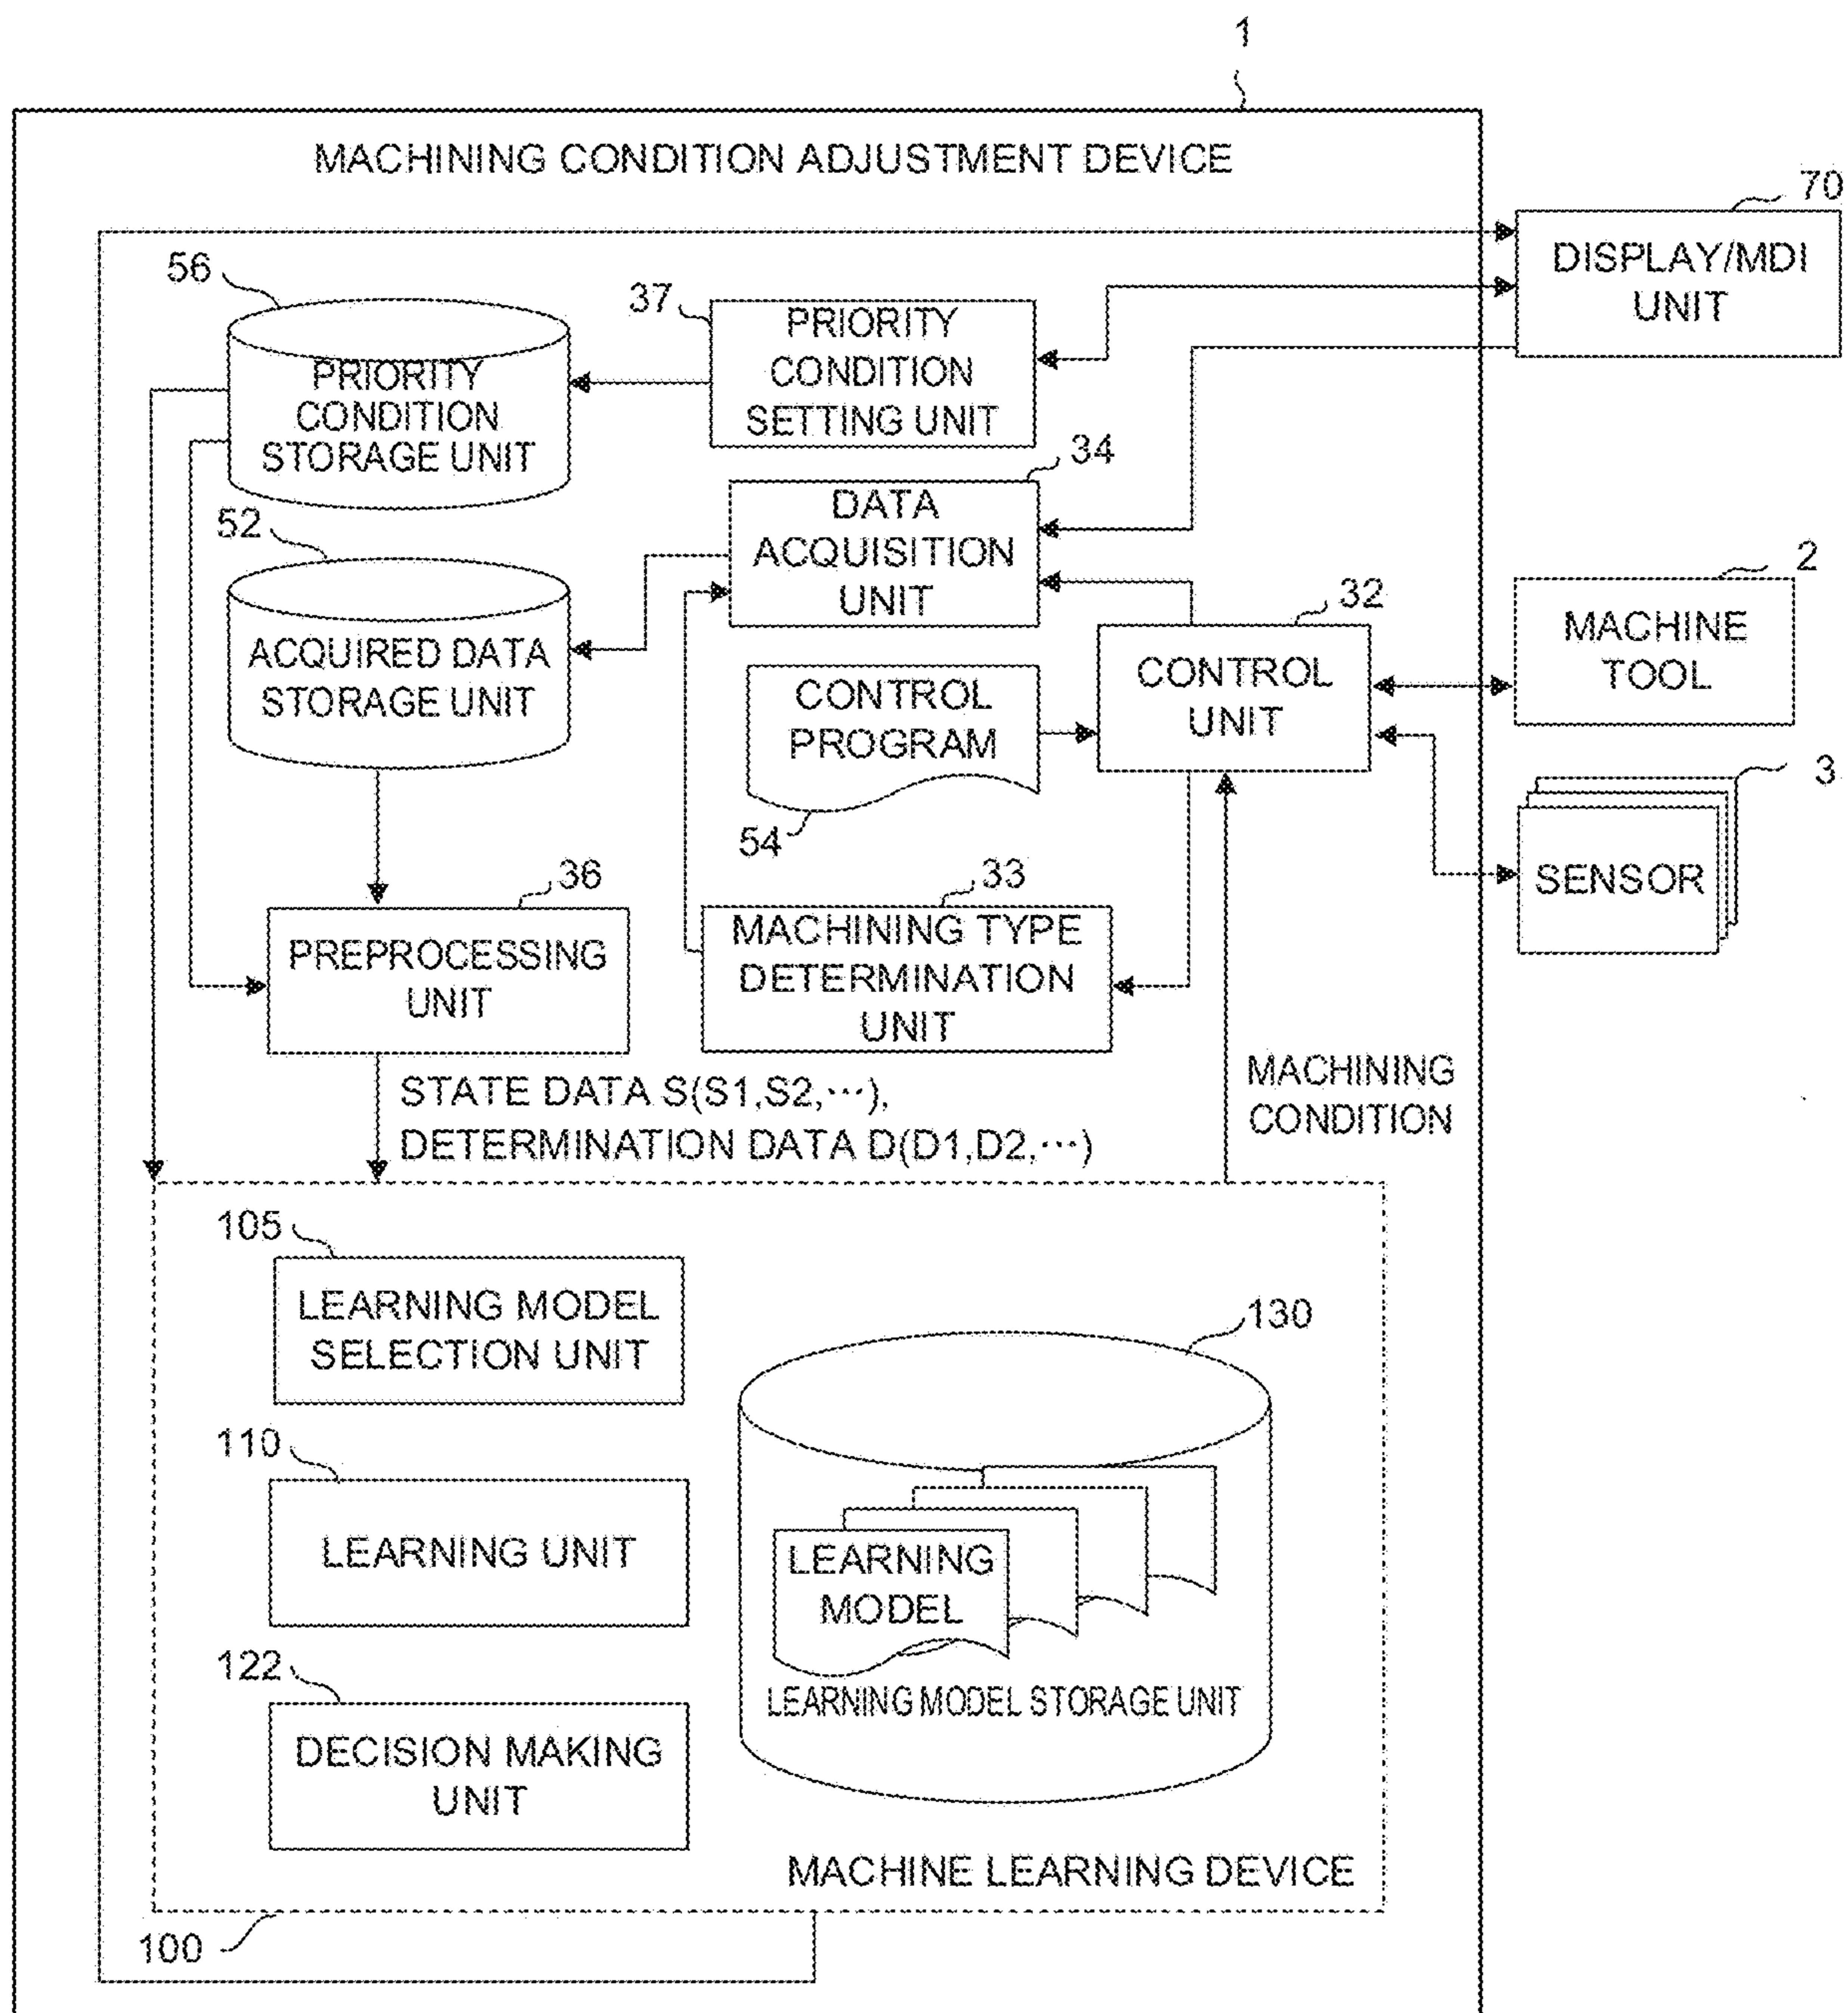 1
MACHINING CONDITION ADJUSTMENT DEVICE
70
DISPLAY/MDI
UNIT
56
PRIORITY
CONDITION
STORAGE UNIT
37
PRIORITY
CONDITION
SETTING UNIT
34
DATA
ACQUISITION
UNIT
52
ACQUIRED DATA
STORAGE UNIT
2
MACHINE
TOOL
32
CONTROL
UNIT
CONTROL
PROGRAM
54
3
SENSOR
36
PREPROCESSING
UNIT
33
MACHINING TYPE
DETERMINATION
UNIT
STATE DATA S(S1,S2,⋯),
DETERMINATION DATA D(D1,D2,⋯)
MACHINING
CONDITION
105
LEARNING MODEL
SELECTION UNIT
130
110
LEARNING UNIT
LEARNING
MODEL
LEARNING MODEL STORAGE UNIT
122
DECISION MAKING
UNIT
MACHINE LEARNING DEVICE
100